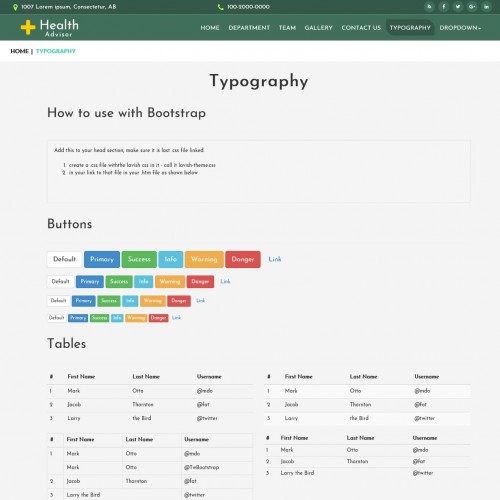 1007 Lorem ipsum, Consectetur, AB
100-2000-0000
Health
Advisor
HOME DEPARTMENT TEAM GALLERY CONTACT US TYPOGRAPHY DROPDOWN
HOME | TYPOGRAPHY
Typography
How to use with Bootstrap
Add this to your head section, make sure it is last .css file linked.
1. create a .css file withthe lavish css in it - call it lavish-theme.css
2. in your link to that file in your .htm file as shown below
Buttons
Default Primary Success Info Warning Danger Link
Default Primary Success Info Warning Danger Link
Default Primary Success Info Warning Danger Link
Default Primary Success Info Warning Danger Link
Tables
# First Name Last Name Username
1 Mark Otto @mdo
2 Jacob Thornton @fat
3 Larry the Bird @twitter
# First Name Last Name Username
1 Mark Otto @mdo
2 Jacob Thornton @fat
3 Larry the Bird @twitter
# First Name Last Name Username
1 Mark Otto @mdo
Mark Otto @TwBootstrap
2 Jacob Thornton @fat
3 Larry the Bird @twitter
# First Name Last Name Username
1 Mark Otto @mdo
2 Jacob Thornton @fat
3 Larry the Bird @twitter